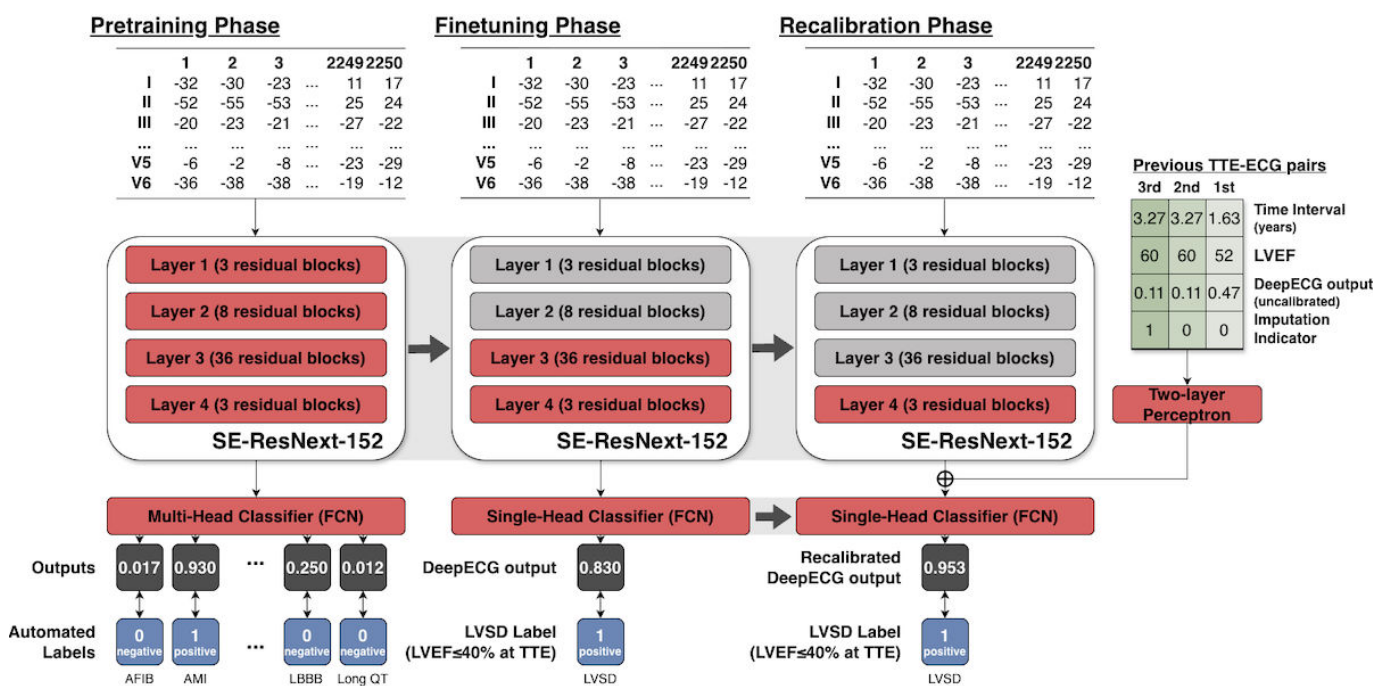 Pretraining Phase
1 2 3 2249 2250
I -32 -30 -23 ... 11 17
II -52 -55 -53 ... 25 24
III -20 -23 -21 ... -27 -22
... ... ... ... ... ...
V5 -6 -2 -8 ... -23 -29
V6 -36 -38 -38 ... -19 -12
Layer 1 (3 residual blocks)
Layer 2 (8 residual blocks)
Layer 3 (36 residual blocks)
Layer 4 (3 residual blocks)
SE-ResNext-152
Multi-Head Classifier (FCN)
Outputs 0.017 0.930 ... 0.250 0.012
Automated
Labels
0 1 ... 0 0
negative positive negative negative
AFIB AMI LBBB Long QT
Finetuning Phase
1 2 3 2249 2250
I -32 -30 -23 ... 11 17
II -52 -55 -53 ... 25 24
III -20 -23 -21 ... -27 -22
... ... ... ... ... ...
V5 -6 -2 -8 ... -23 -29
V6 -36 -38 -38 ... -19 -12
Layer 1 (3 residual blocks)
Layer 2 (8 residual blocks)
Layer 3 (36 residual blocks)
Layer 4 (3 residual blocks)
SE-ResNext-152
Single-Head Classifier (FCN)
DeepECG output 0.830
LVSD Label
(LVEF≤40% at TTE)
1
positive
LVSD
Recalibration Phase
1 2 3 2249 2250
I -32 -30 -23 ... 11 17
II -52 -55 -53 ... 25 24
III -20 -23 -21 ... -27 -22
... ... ... ... ... ...
V5 -6 -2 -8 ... -23 -29
V6 -36 -38 -38 ... -19 -12
Layer 1 (3 residual blocks)
Layer 2 (8 residual blocks)
Layer 3 (36 residual blocks)
Layer 4 (3 residual blocks)
SE-ResNext-152
Previous TTE-ECG pairs
3rd 2nd 1st
3.27 3.27 1.63 Time Interval
(years)
60 60 52 LVEF
0.11 0.11 0.47 DeepECG output
(uncalibrated)
1 0 0 Imputation
Indicator
Two-layer
Perceptron
Single-Head Classifier (FCN)
Recalibrated
DeepECG output
0.953
LVSD Label
(LVEF≤40% at TTE)
1
positive
LVSD